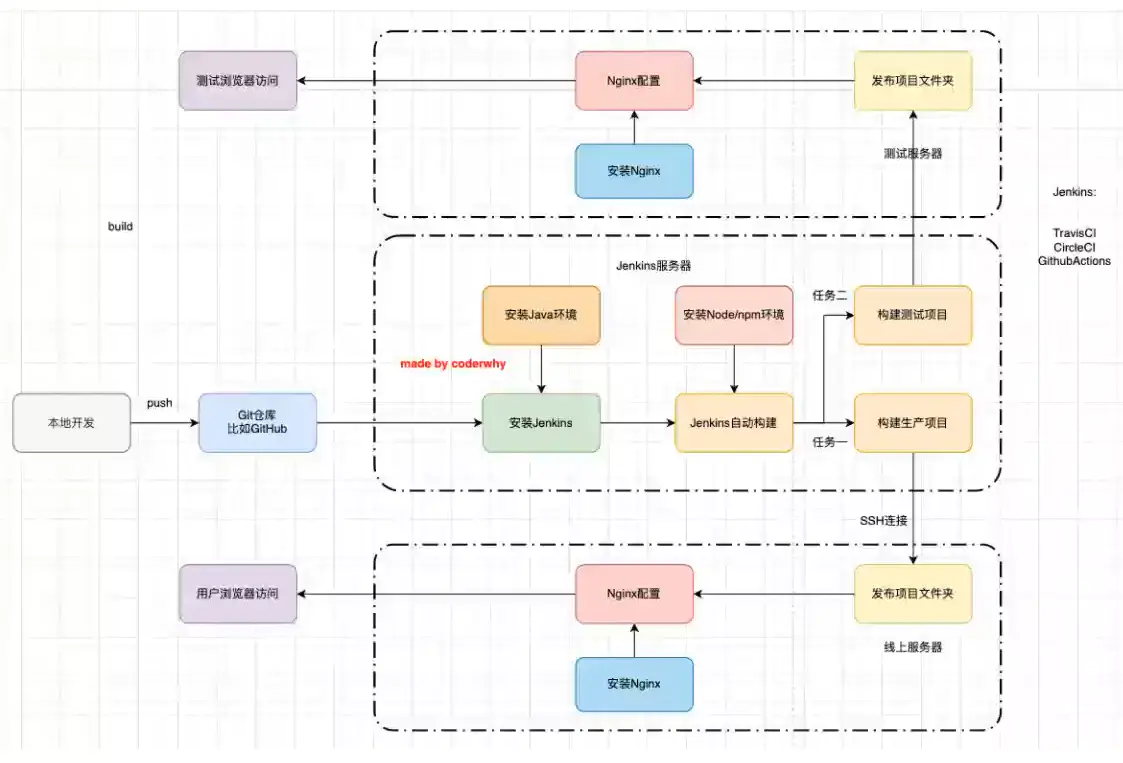 测试浏览器访问
Nginx配置
发布项目文件夹
安装Nginx
测试服务器
Jenkins:
TravisCI
CircleCI
GithubActions
build
Jenkins服务器
安装Java环境
安装Node/npm环境
任务二
构建测试项目
made by coderwhy
本地开发
push
Git仓库
比如GitHub
安装Jenkins
Jenkins自动构建
任务一
构建生产项目
SSH连接
用户浏览器访问
Nginx配置
发布项目文件夹
线上服务器
安装Nginx